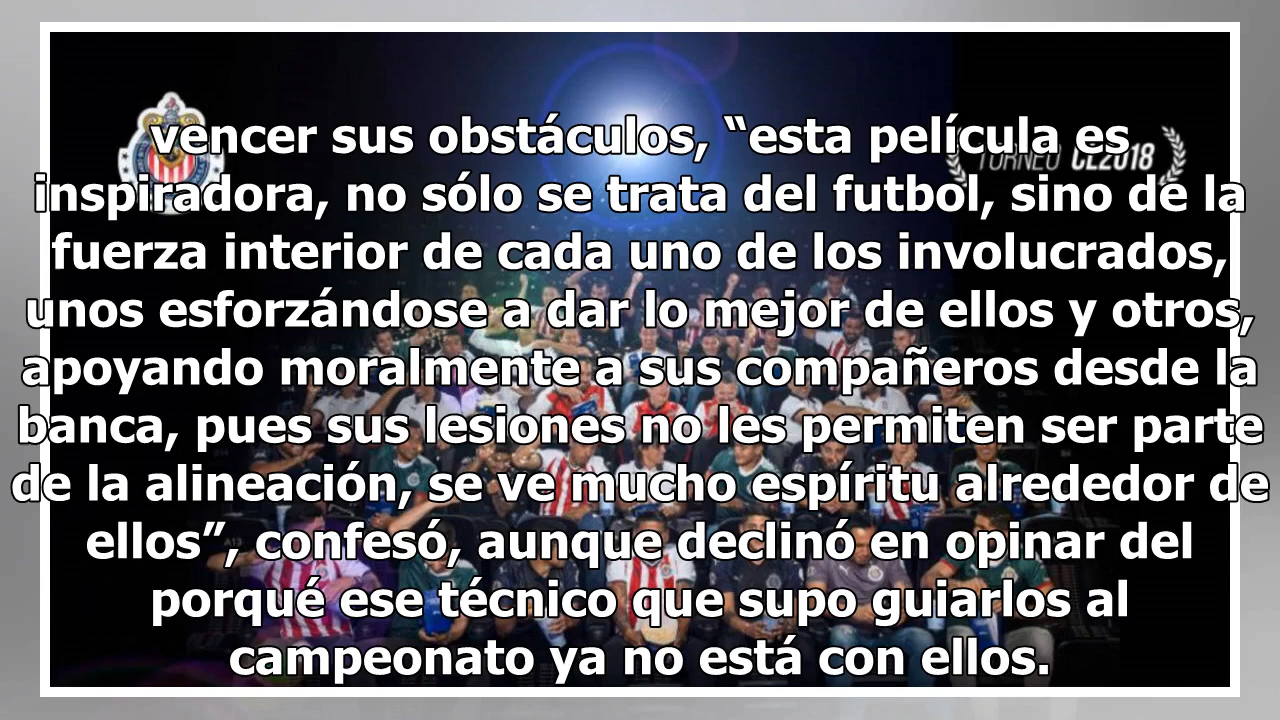 vencer sus obstáculos, “esta película es
TORNEO CL2018
inspiradora, no sólo se trata del futbol, sino de la
fuerza interior de cada uno de los involucrados,
unos esforzándose a dar lo mejor de ellos y otros,
apoyando moralmente a sus compañeros desde la
banca, pues sus lesiones no les permiten ser parte
de la alineación, se ve mucho espíritu alrededor de
ellos”, confesó, aunque declinó en opinar del
A13
porqué ese técnico que supo guiarlos al
campeonato ya no está con ellos.